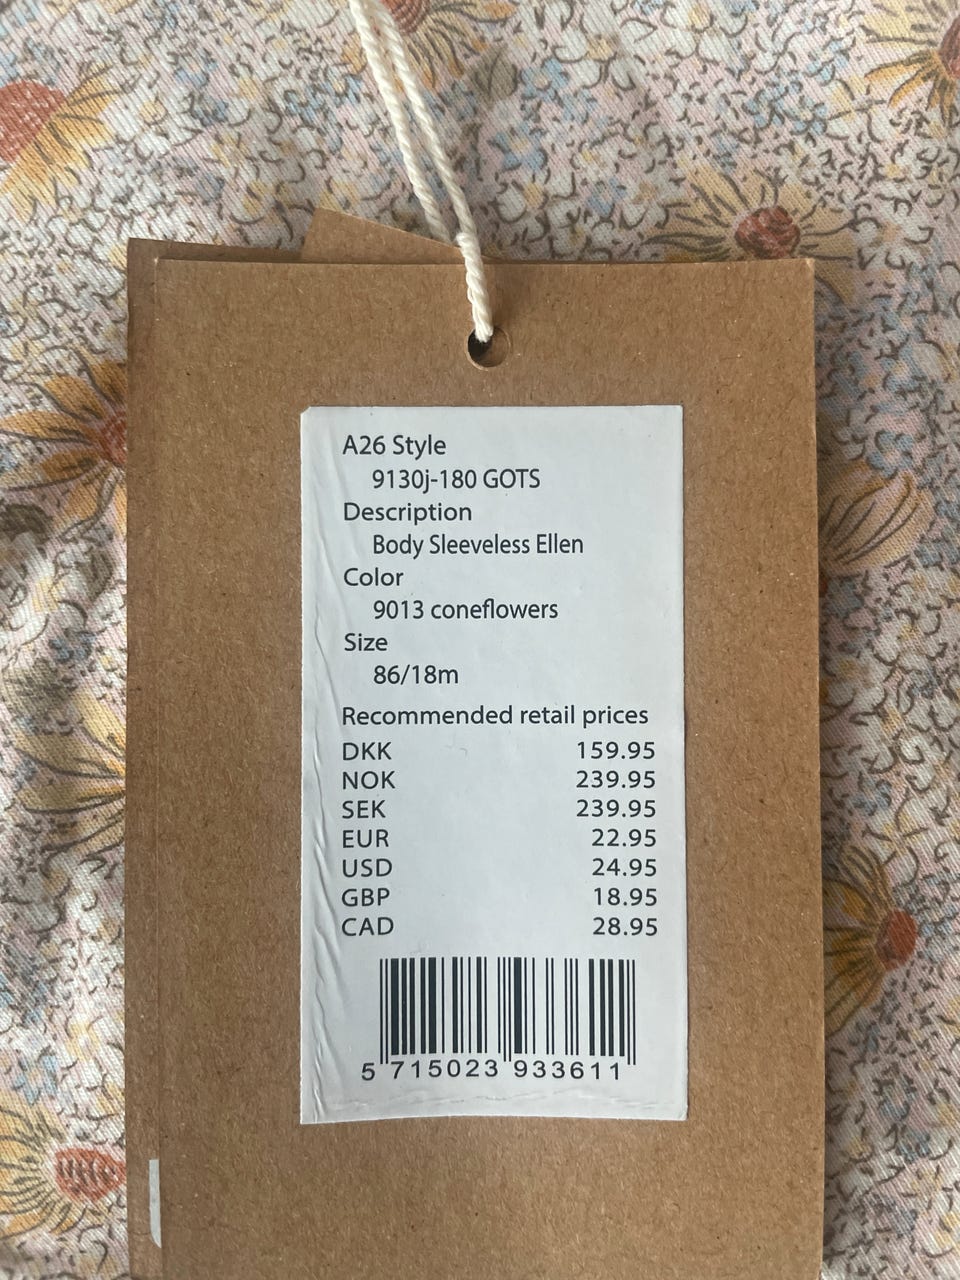 A26 Style
9130j-180 GOTS
Description
Body Sleeveless Ellen
Color
9013 coneflowers
Size
86/18m
Recommended retail prices
DKK 159.95
NOK 239.95
SEK 239.95
EUR 22.95
USD 24.95
GBP 18.95
CAD 28.95
5 715023 933611